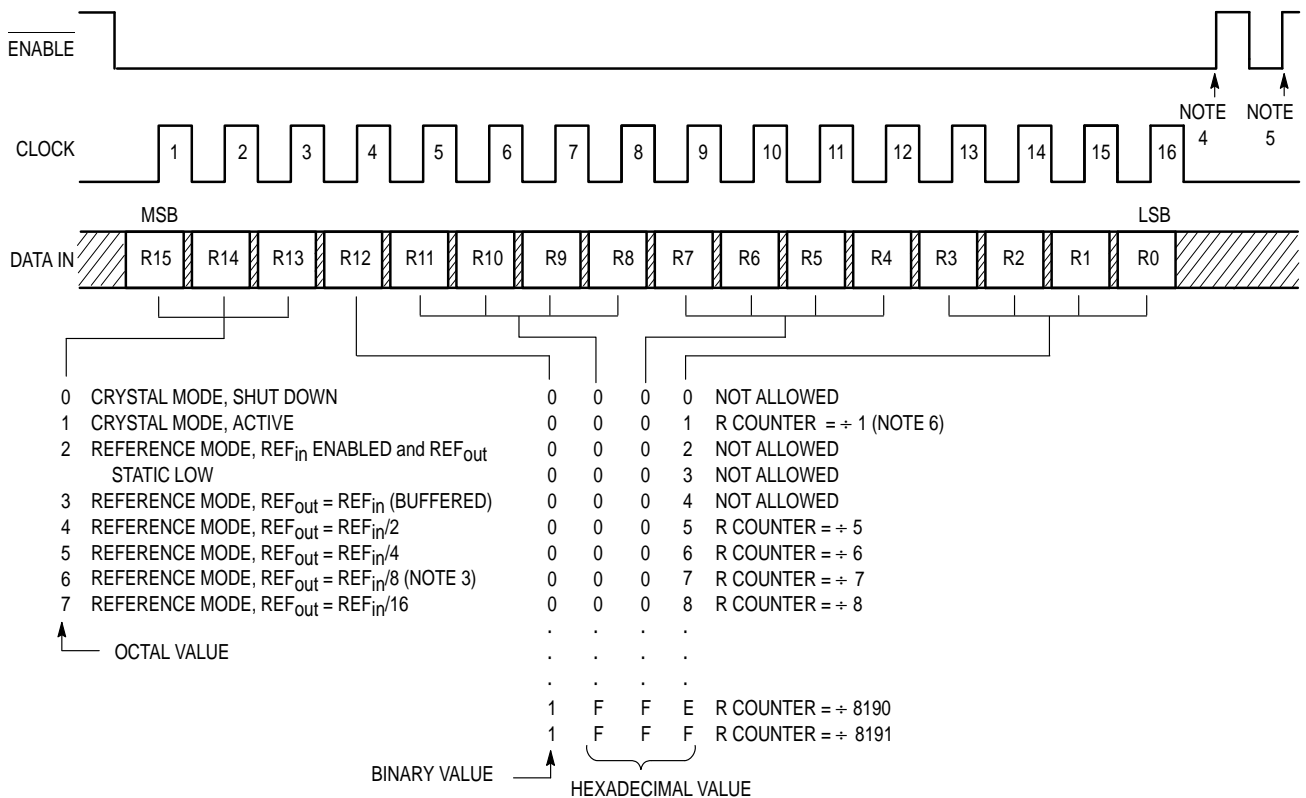 ENABLE
NOTE 4
NOTE 5
CLOCK
1 2 3 4 5 6 7 8 9 10 11 12 13 14 15 16
MSB LSB
DATA IN R15 R14 R13 R12 R11 R10 R9 R8 R7 R6 R5 R4 R3 R2 R1 R0
0 CRYSTAL MODE, SHUT DOWN
1 CRYSTAL MODE, ACTIVE
2 REFERENCE MODE, REFin ENABLED and REFout
STATIC LOW
3 REFERENCE MODE, REFout = REFin (BUFFERED)
4 REFERENCE MODE, REFout = REFin/2
5 REFERENCE MODE, REFout = REFin/4
6 REFERENCE MODE, REFout = REFin/8 (NOTE 3)
7 REFERENCE MODE, REFout = REFin/16
OCTAL VALUE
0 0 0 0 NOT ALLOWED
0 0 0 1 R COUNTER = ÷ 1 (NOTE 6)
0 0 0 2 NOT ALLOWED
0 0 0 3 NOT ALLOWED
0 0 0 4 NOT ALLOWED
0 0 0 5 R COUNTER = ÷ 5
0 0 0 6 R COUNTER = ÷ 6
0 0 0 7 R COUNTER = ÷ 7
0 0 0 8 R COUNTER = ÷ 8
. . . .
. . . .
. . . .
1 F F E R COUNTER = ÷ 8190
1 F F F R COUNTER = ÷ 8191
BINARY VALUE
HEXADECIMAL VALUE